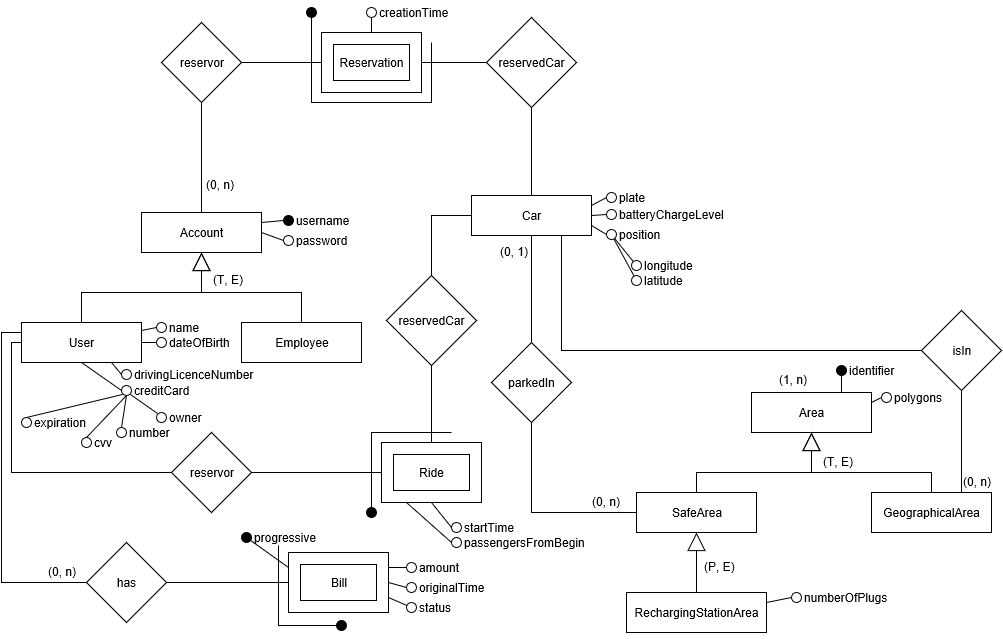 creationTime
reservor
Reservation
reservedCar
(0, n)
plate
Car
batteryChargeLevel
username
Account
position
password
(0, 1)
longitude
(T, E)
latitude
reservedCar
name
User
dateOfBirth
Employee
isIn
identifier
drivingLicenceNumber
(1, n)
parkedIn
creditCard
polygons
Area
owner
expiration
number
cvv
(T, E)
reservor
Ride
(0, n)
(0, n)
SafeArea
GeographicalArea
startTime
progressive
passengersFromBegin
(0, n)
amount
(P, E)
has
Bill
originalTime
numberOfPlugs
status
RechargingStationArea